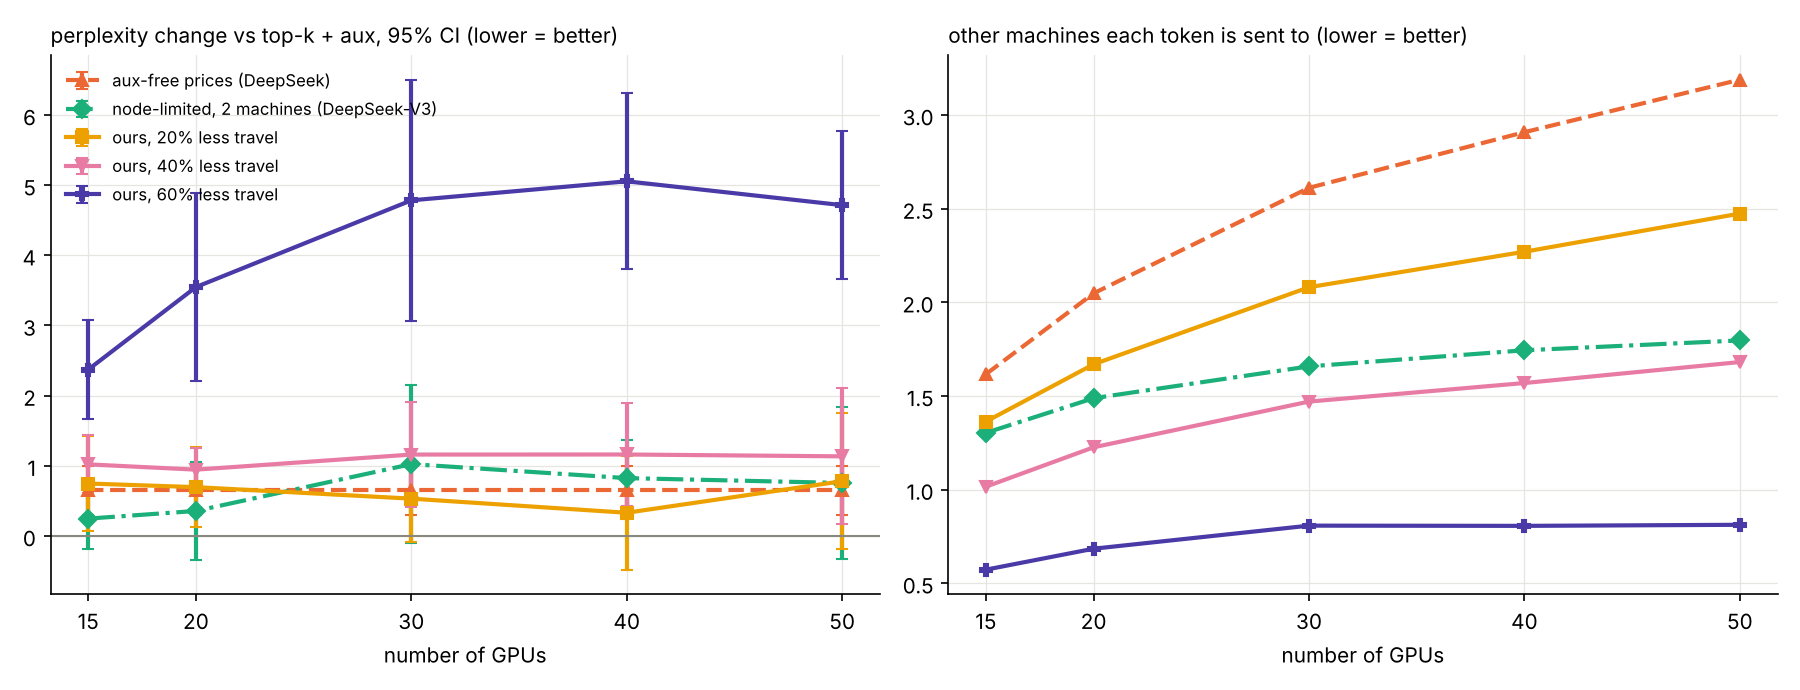 perplexity change vs top-k + aux, 95% CI (lower = better)
aux-free prices (DeepSeek)
node-limited, 2 machines (DeepSeek-V3)
ours, 20% less travel
ours, 40% less travel
ours, 60% less travel
6
5
4
3
2
1
0
15 20 30 40 50
number of GPUs
other machines each token is sent to (lower = better)
3.0
2.5
2.0
1.5
1.0
0.5
15 20 30 40 50
number of GPUs